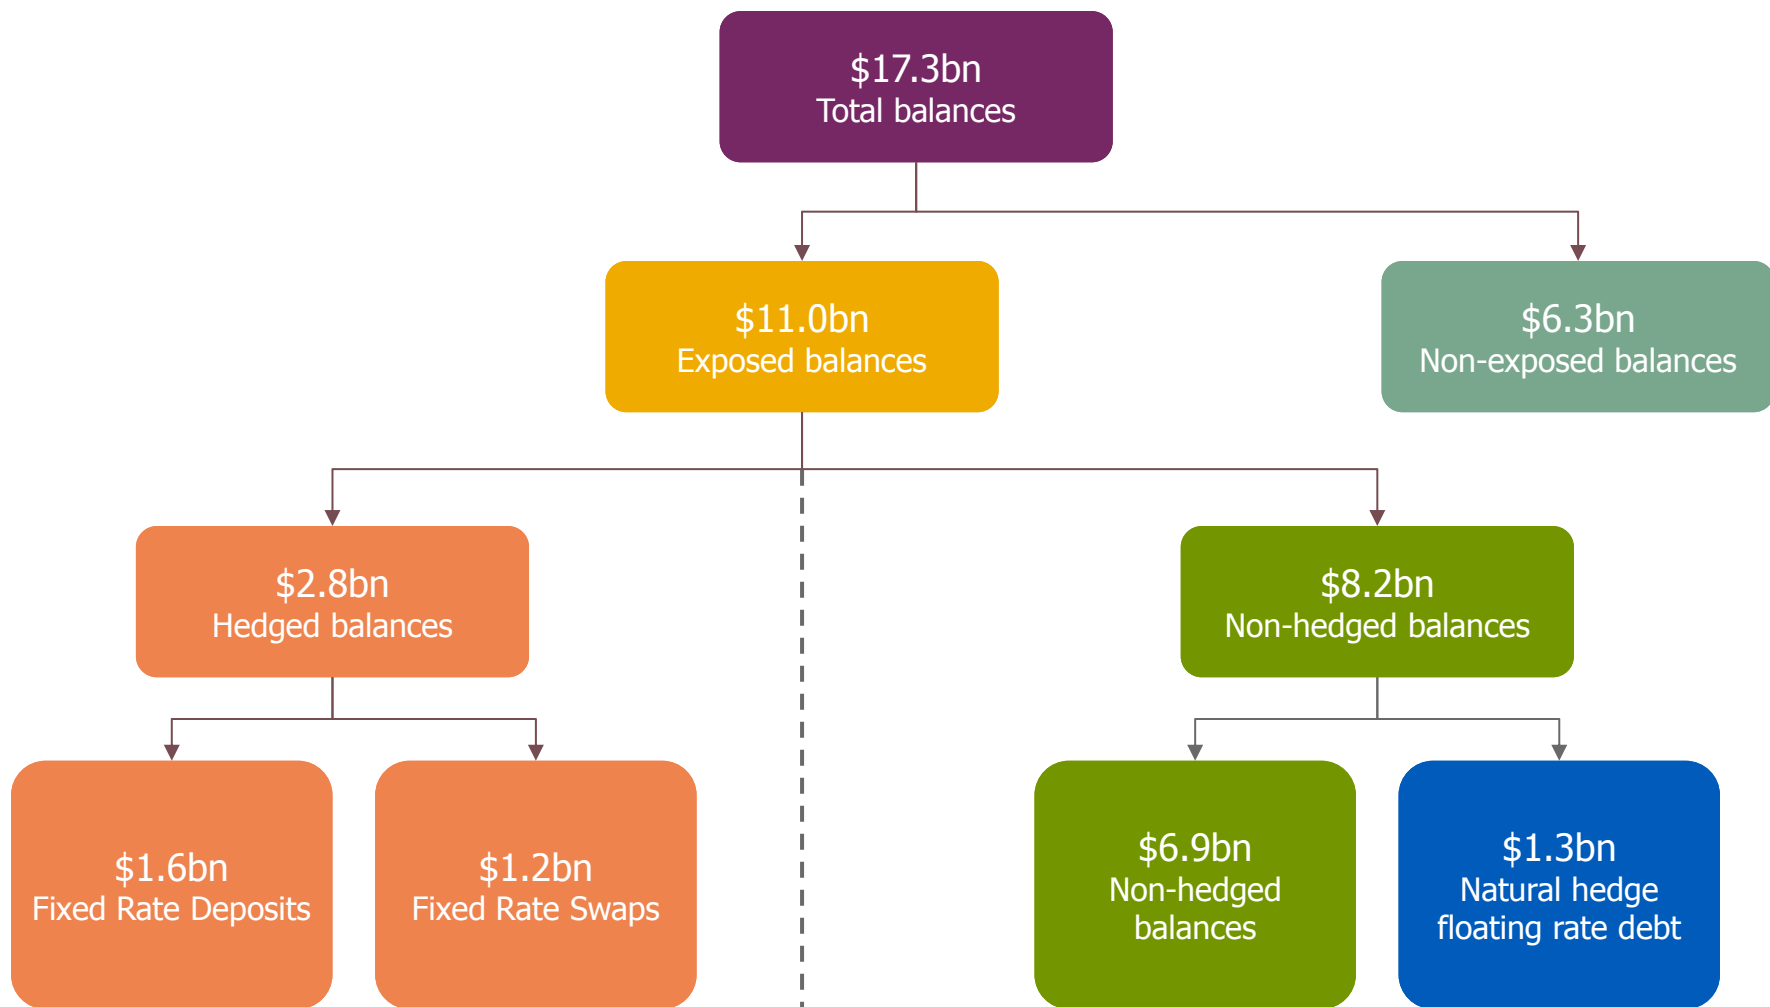 $17.3bn
Total balances
$11.0bn
Exposed balances
$6.3bn
Non-exposed balances
$2.8bn
Hedged balances
$8.2bn
Non-hedged balances
$1.6bn
Fixed Rate Deposits
$1.2bn
Fixed Rate Swaps
$6.9bn
Non-hedged
balances
$1.3bn
Natural hedge
floating rate debt